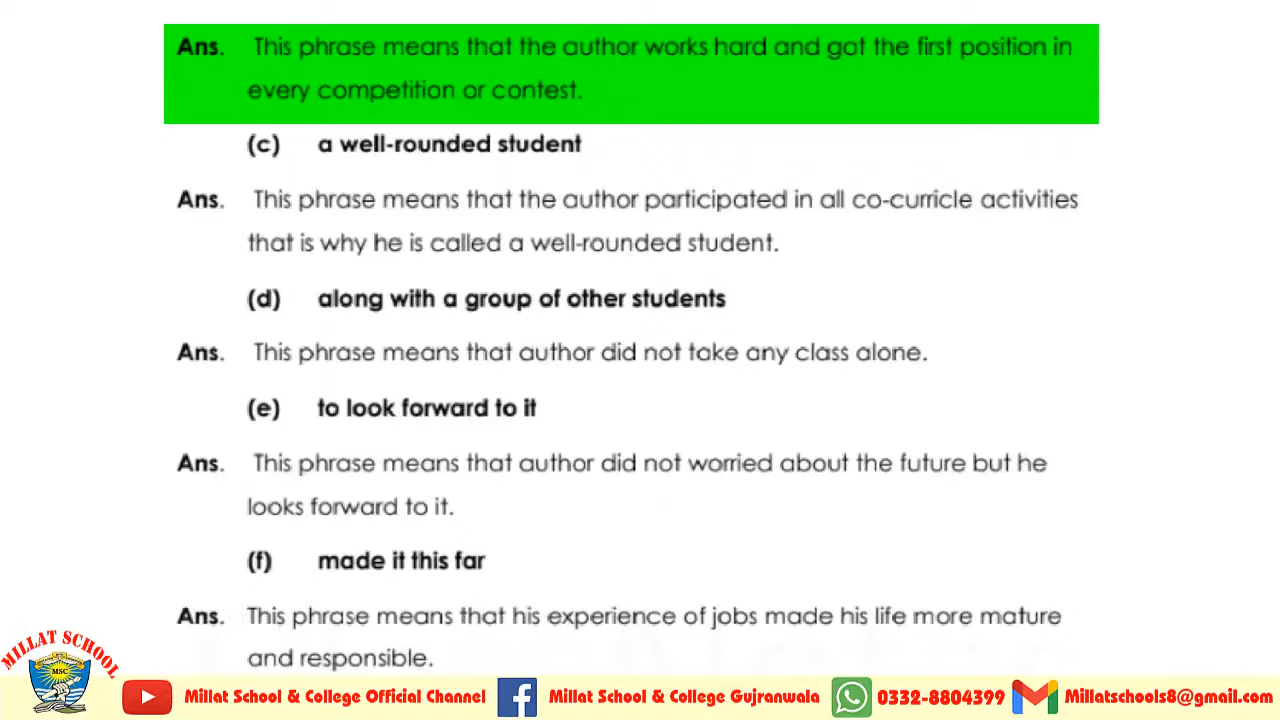 Ans. This phrase means that the author works hard and got the first position in
every competition or contest.
(c) a well-rounded student
Ans. This phrase means that the author participated in all co-curricle activities
that is why he is called a well-rounded student.
(d) along with a group of other students
Ans. This phrase means that author did not take any class alone.
(e) to look forward to it
Ans. This phrase means that author did not worried about the future but he
looks forward to it.
(f) made it this far
Ans. This phrase means that his experience of jobs made his life more mature
and responsible.
MILLAT SCHOOL
MSC
Millat School & College Official Channel
Millat School & College Gujranwala
0332-8804399
Millatschools8@gmail.com